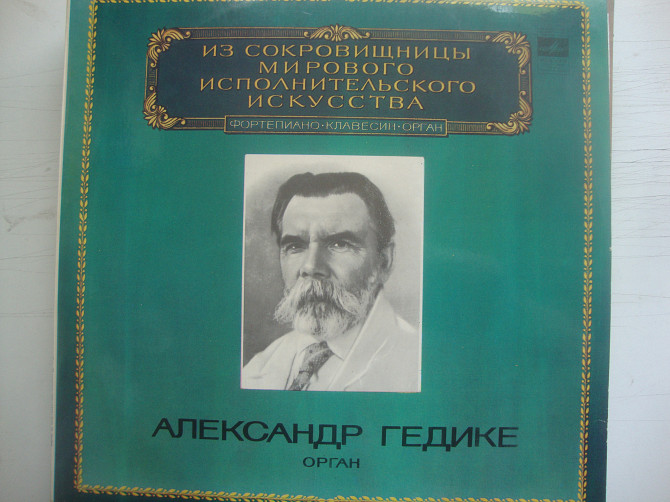 ИЗ СОКРОВИЩНИЦЫ
МИРОВОГО
ИСПОЛНИТЕЛЬСКОГО
ИСКУССТВА
ФОРТЕПИАНО·КЛАВЕСИН·ОРГАН
АЛЕКСАНДР ГЕДИКЕ
ОРГАН